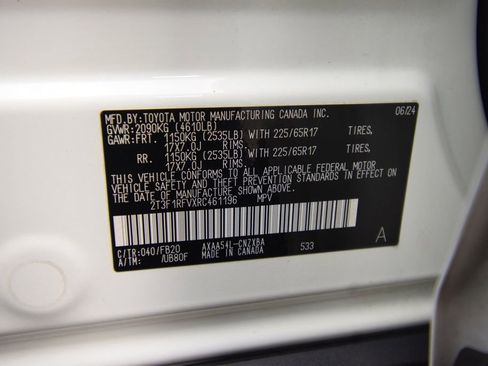 MFD.BY:TOYOTA MOTOR MANUFACTURING CANADA INC. 06/24
GVWR:2090KG (4610LB)
GAWR:FRT. 1150KG (2535LB) WITH 225/65R17 TIRES.
17X7.0J RIMS.
RR. 1150KG (2535LB) WITH 225/65R17 TIRES.
17X7.0J RIMS.
THIS VEHICLE CONFORMS TO ALL APPLICABLE FEDERAL MOTOR
VEHICLE SAFETY AND THEFT PREVENTION STANDARDS IN EFFECT ON
THE DATE OF MANUFACTURE SHOWN ABOVE.
2T3F1RFVXRC461196 MPV
C/TR:040/FB20 AXAA54L-CNZXBA A
A/TM: /UB80F MADE IN CANADA 533